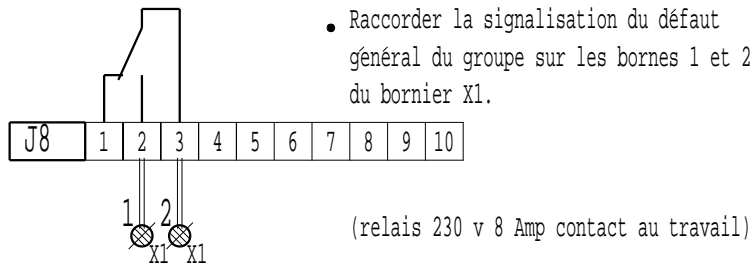 • Raccorder la signalisation du défaut
général du groupe sur les bornes 1 et 2
du bornier X1.
J8 1 2 3 4 5 6 7 8 9 10
1 2
X1 X1
(relais 230 v 8 Amp contact au travail)